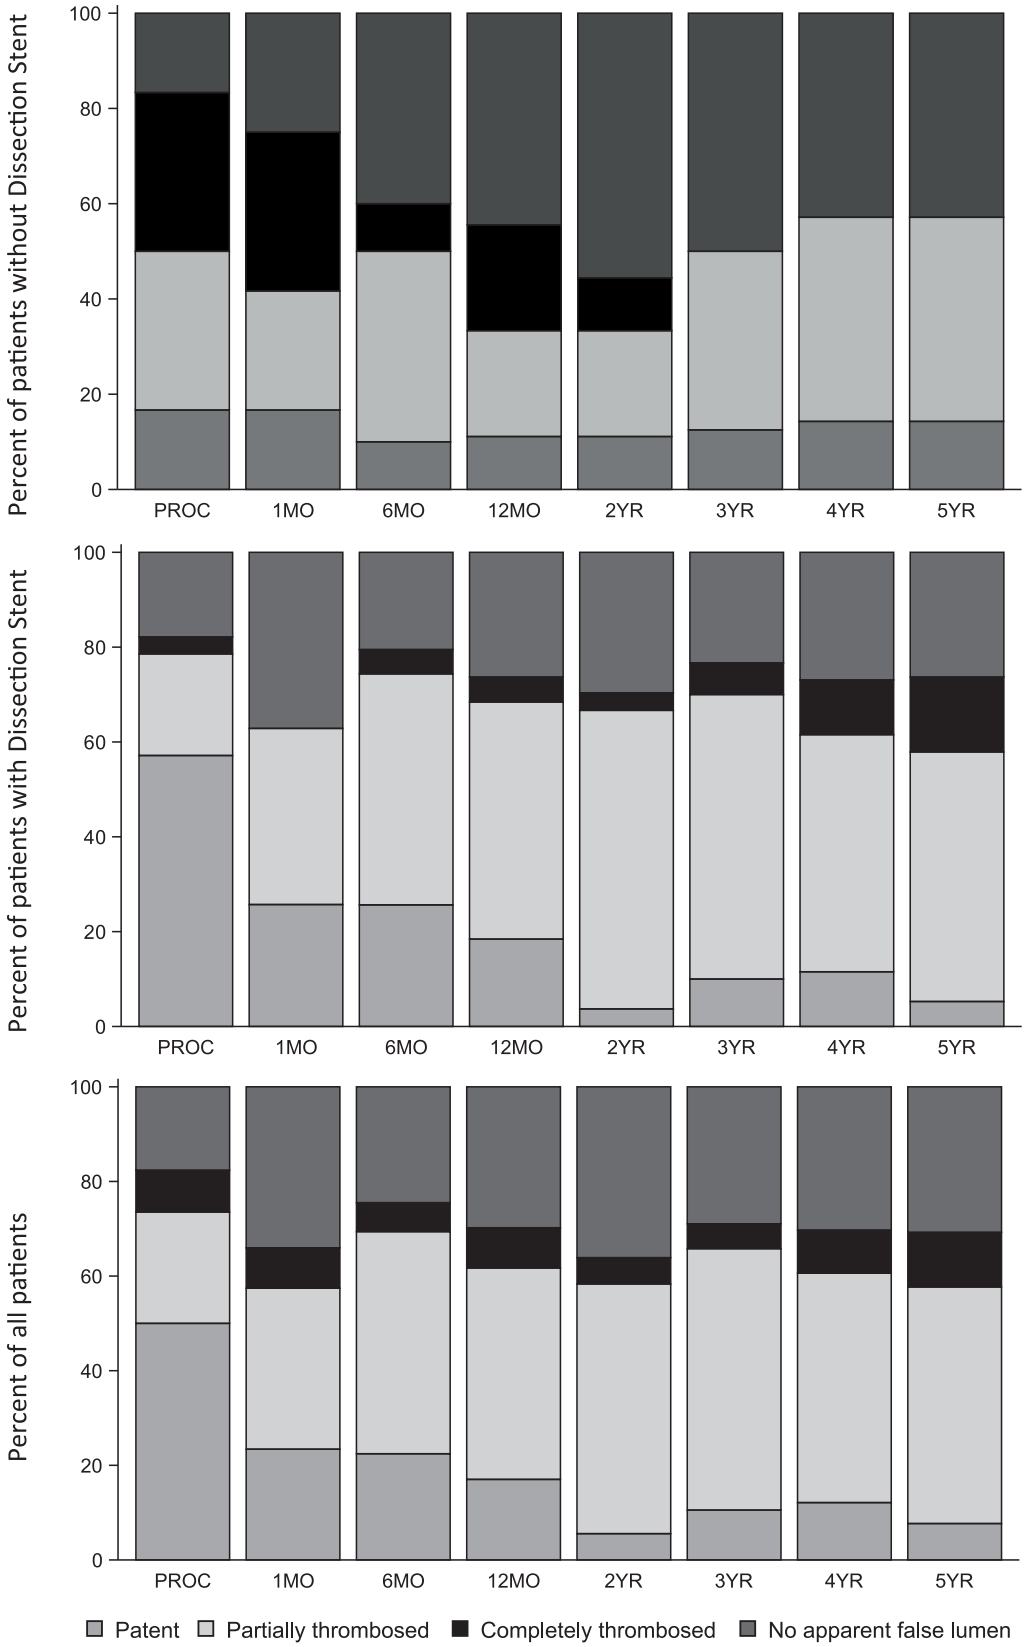 Percent of patients without Dissection Stent
100
80
60
40
20
0
PROC 1MO 6MO 12MO 2YR 3YR 4YR 5YR
Percent of patients with Dissection Stent
100
80
60
40
20
0
PROC 1MO 6MO 12MO 2YR 3YR 4YR 5YR
Percent of all patients
100
80
60
40
20
0
PROC 1MO 6MO 12MO 2YR 3YR 4YR 5YR
Patent Partially thrombosed Completely thrombosed No apparent false lumen